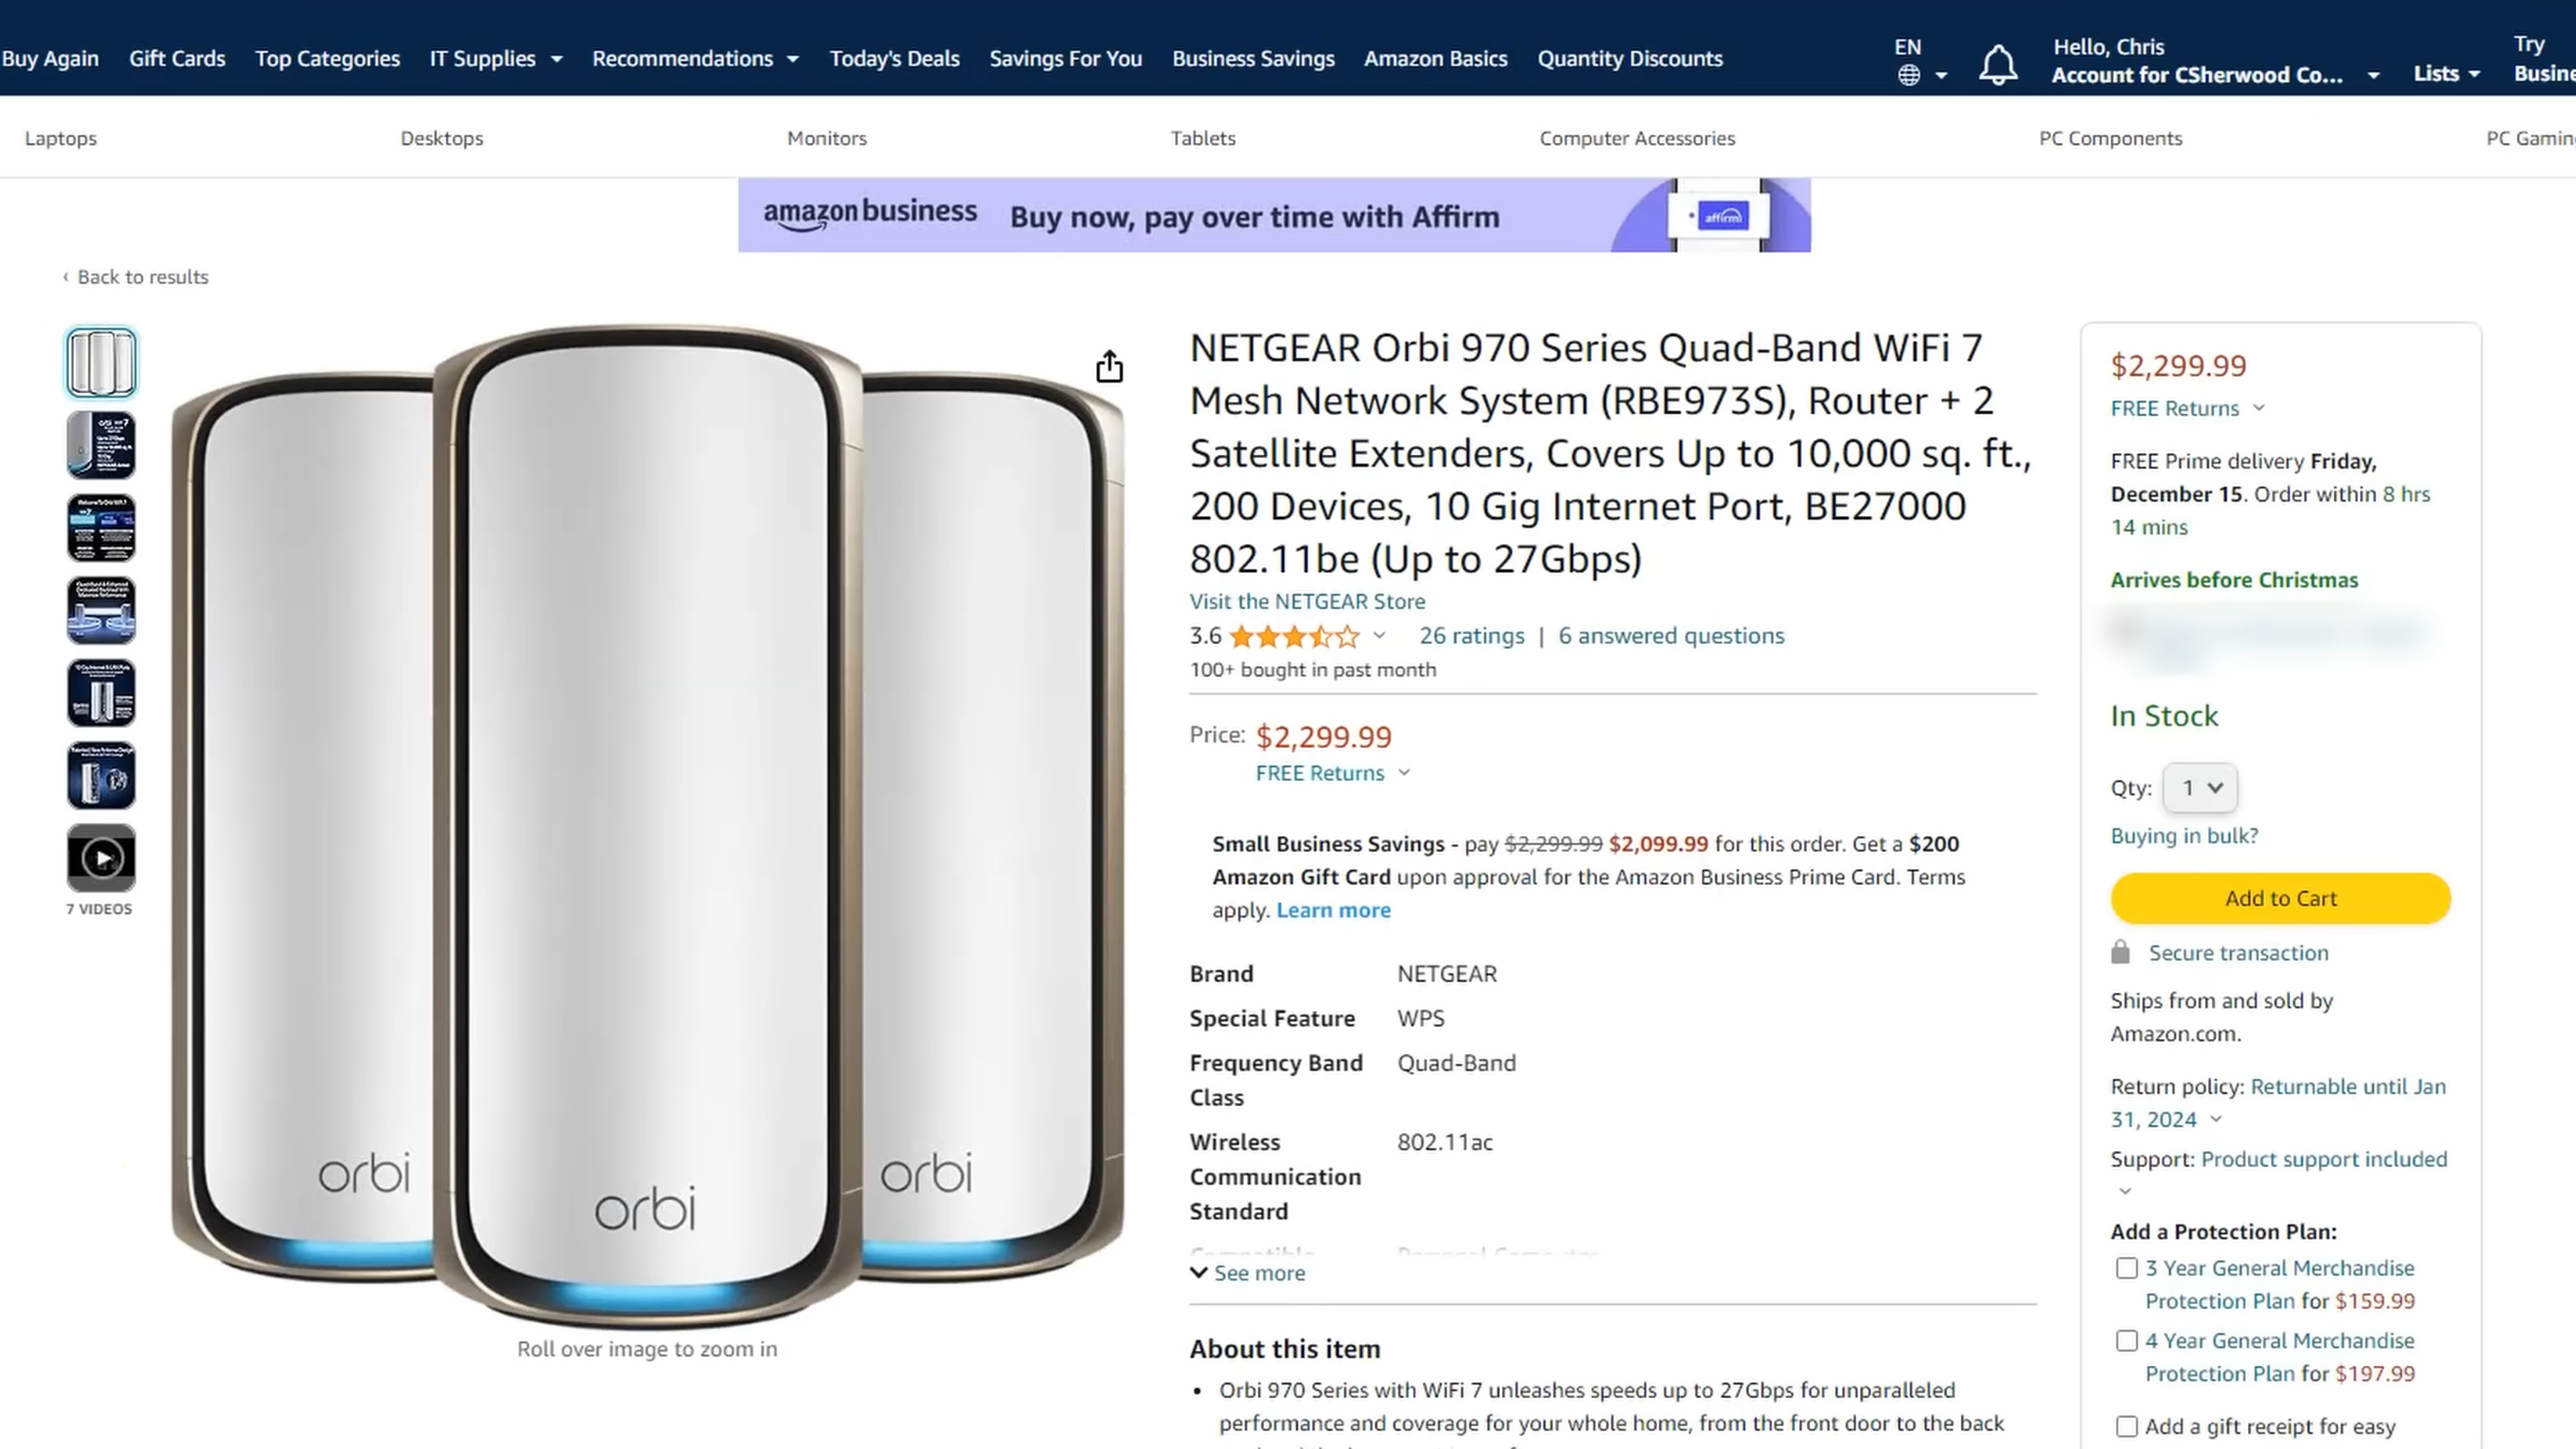 Buy Again Gift Cards Top Categories IT Supplies Recommendations Today's Deals Savings For You Business Savings Amazon Basics Quantity Discounts
EN
Hello, Chris
Account for CSherwood Co...
Lists
Try
Busine
Laptops Desktops Monitors Tablets Computer Accessories PC Components PC Gamin
amazon business Buy now, pay over time with Affirm affirm
‹ Back to results
7 VIDEOS
orbi
orbi
orbi
Roll over image to zoom in
NETGEAR Orbi 970 Series Quad-Band WiFi 7
Mesh Network System (RBE973S), Router + 2
Satellite Extenders, Covers Up to 10,000 sq. ft.,
200 Devices, 10 Gig Internet Port, BE27000
802.11be (Up to 27Gbps)
Visit the NETGEAR Store
3.6 26 ratings | 6 answered questions
100+ bought in past month
Price: $2,299.99
FREE Returns
Small Business Savings - pay $2,299.99 $2,099.99 for this order. Get a $200
Amazon Gift Card upon approval for the Amazon Business Prime Card. Terms
apply. Learn more
Brand NETGEAR
Special Feature WPS
Frequency Band Quad-Band
Class
Wireless 802.11ac
Communication
Standard
See more
About this item
• Orbi 970 Series with WiFi 7 unleashes speeds up to 27Gbps for unparalleled
performance and coverage for your whole home, from the front door to the back
$2,299.99
FREE Returns
FREE Prime delivery Friday,
December 15. Order within 8 hrs
14 mins
Arrives before Christmas
In Stock
Qty: 1
Buying in bulk?
Add to Cart
Secure transaction
Ships from and sold by
Amazon.com.
Return policy: Returnable until Jan
31, 2024
Support: Product support included
Add a Protection Plan:
3 Year General Merchandise
Protection Plan for $159.99
4 Year General Merchandise
Protection Plan for $197.99
Add a gift receipt for easy